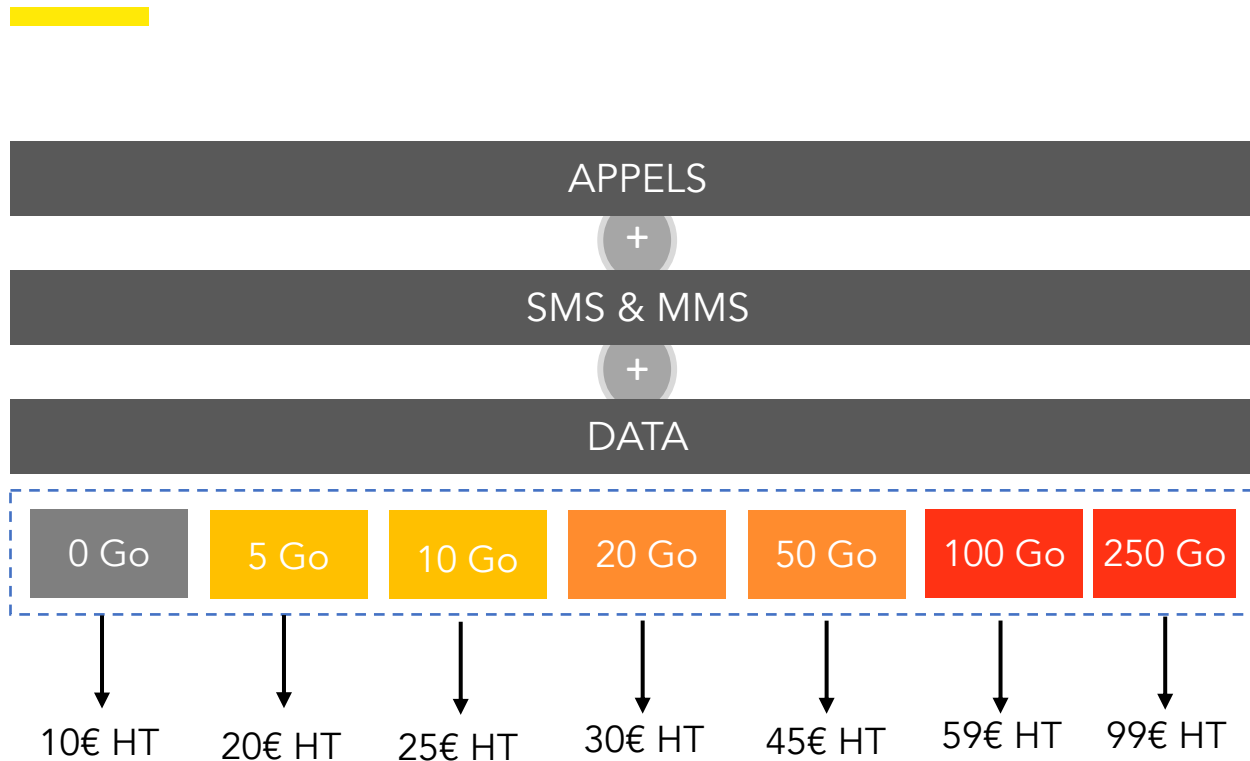 APPELS
+
SMS & MMS
+
DATA
0 Go 5 Go 10 Go 20 Go 50 Go 100 Go 250 Go
10€ HT 20€ HT 25€ HT 30€ HT 45€ HT 59€ HT 99€ HT